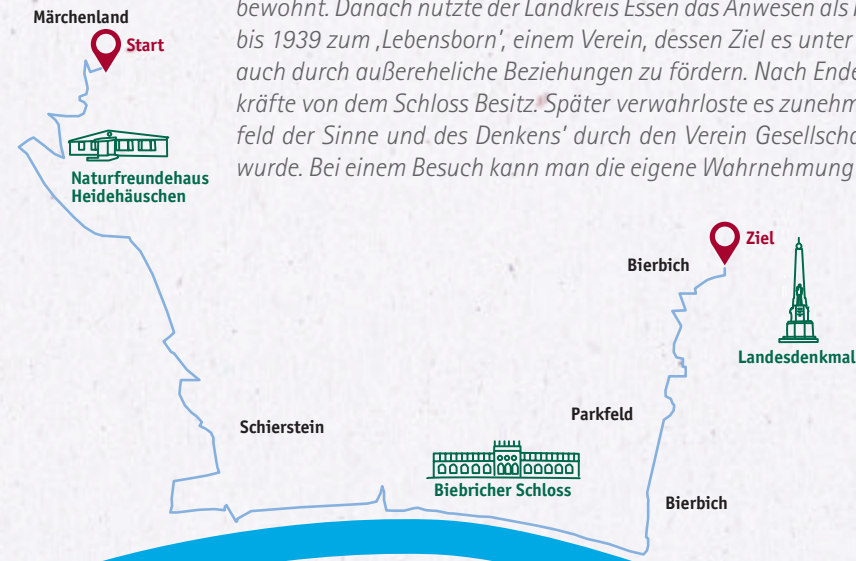 bewohnt. Danach nutzte der Landkreis Essen das Anwesen als
bis 1939 zum ‚Lebensborn', einem Verein, dessen Ziel es unter
auch durch außereheliche Beziehungen zu fördern. Nach Ende
kräfte von dem Schloss Besitz. Später verwahrloste es zunehm
feld der Sinne und des Denkens' durch den Verein Gesellscha
wurde. Bei einem Besuch kann man die eigene Wahrnehmung
Märchenland
Start
Naturfreundehaus
Heidehäuschen
Ziel
Bierbich
Landesdenkmal
Parkfeld
Schierstein
Biebricher Schloss
Bierbich